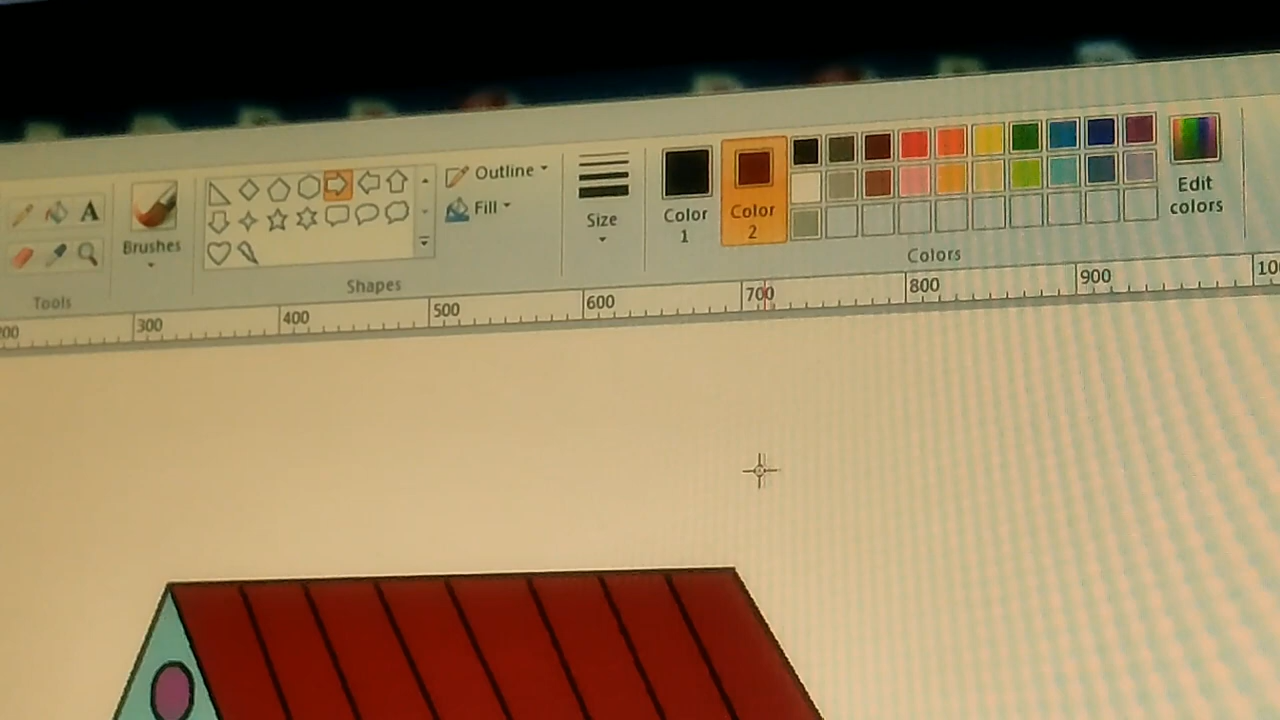 A
Brushes
Tools
Shapes
Outline
Fill
Size
Color
1
Color
2
Edit
colors
Colors
300
400
500
600
700
800
900